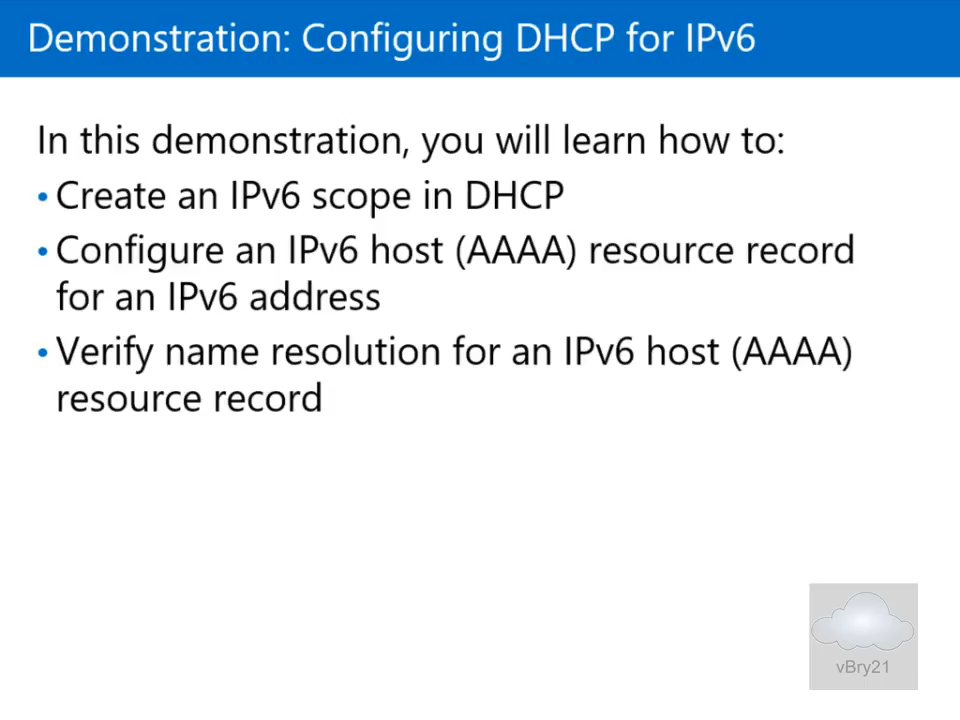 Demonstration: Configuring DHCP for IPv6
In this demonstration, you will learn how to:
• Create an IPv6 scope in DHCP
• Configure an IPv6 host (AAAA) resource record
for an IPv6 address
• Verify name resolution for an IPv6 host (AAAA)
resource record
vBry21